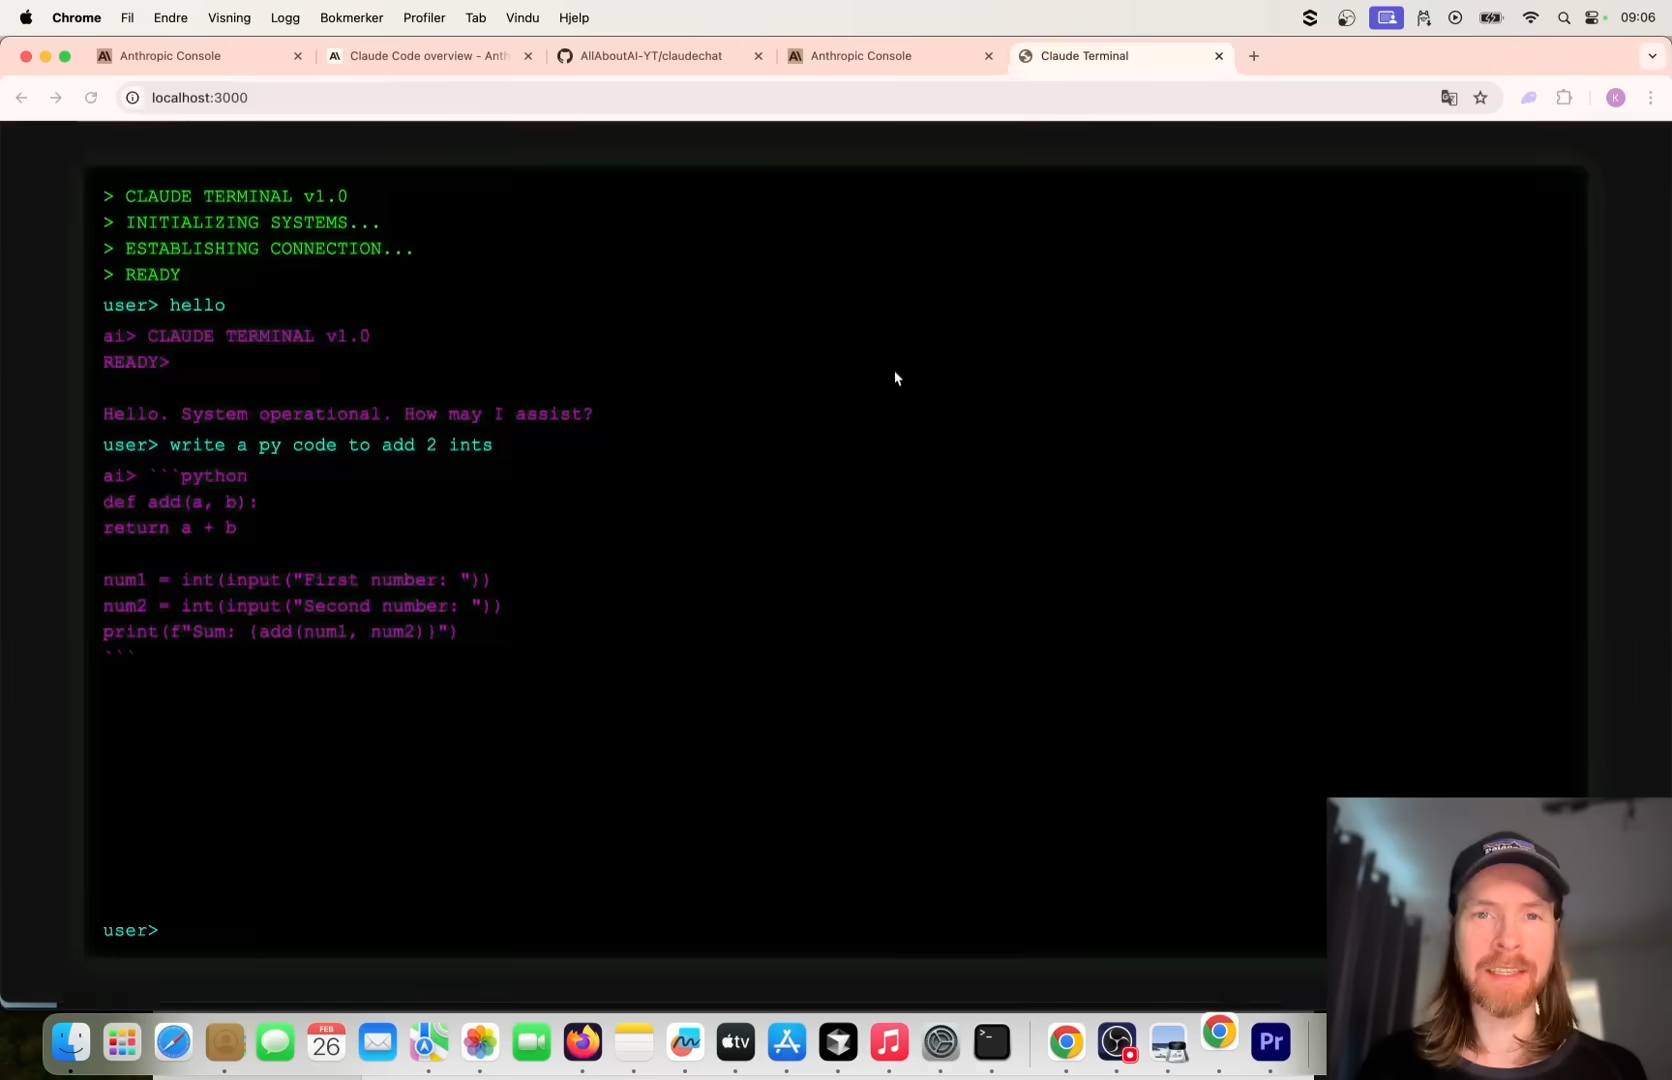 Chrome Fil Endre Visning Logg Bokmerker Profiler Tab Vindu Hjelp 09:06
Anthropic Console Claude Code overview - Anth AllAboutAI-YT/claudechat Anthropic Console Claude Terminal
localhost:3000 K
> CLAUDE TERMINAL v1.0
> INITIALIZING SYSTEMS...
> ESTABLISHING CONNECTION...
> READY
user> hello
ai> CLAUDE TERMINAL v1.0
READY>
Hello. System operational. How may I assist?
user> write a py code to add 2 ints
ai> ```python
def add(a, b):
return a + b
num1 = int(input("First number: "))
num2 = int(input("Second number: "))
print(f"Sum: {add(num1, num2)}")
```
user>
FEB
26
tv
Pr